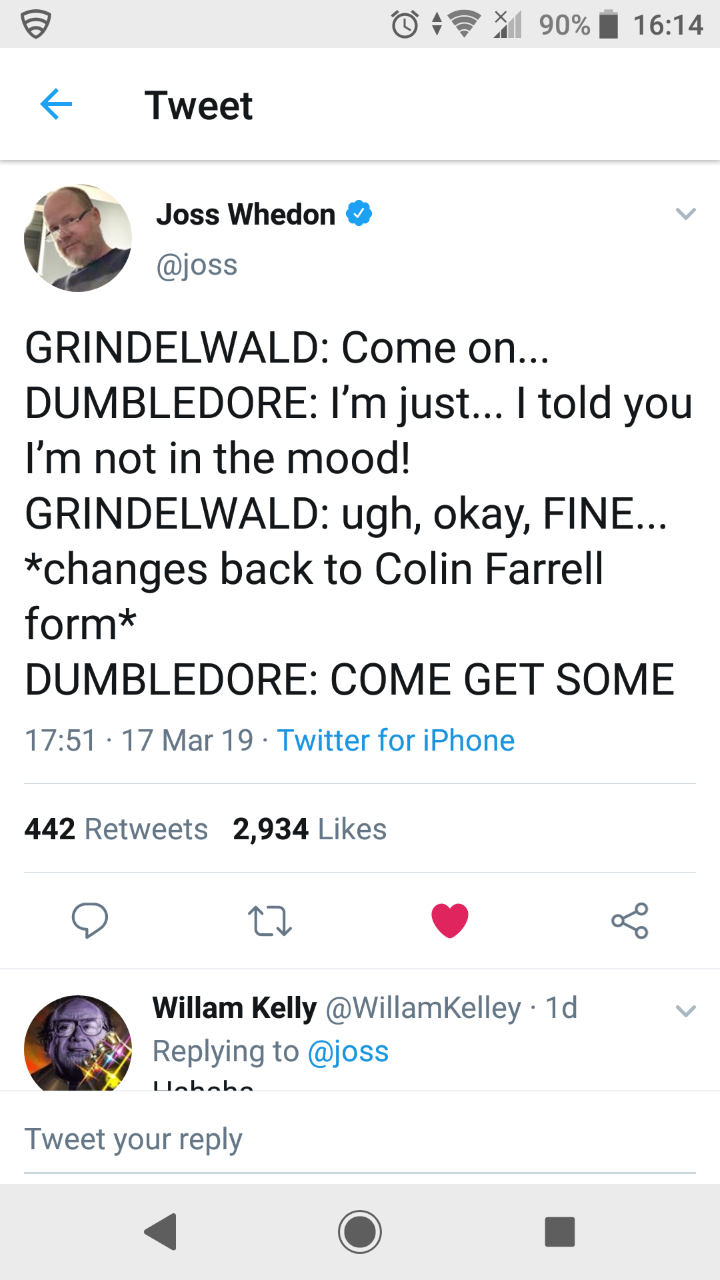 90% 16:14
Tweet
Joss Whedon
@joss
GRINDELWALD: Come on...
DUMBLEDORE: I'm just... I told you
I'm not in the mood!
GRINDELWALD: ugh, okay, FINE...
*changes back to Colin Farrell
form*
DUMBLEDORE: COME GET SOME
17:51 · 17 Mar 19 · Twitter for iPhone
442 Retweets 2,934 Likes
Willam Kelly @WillamKelley · 1d
Replying to @joss
Tweet your reply